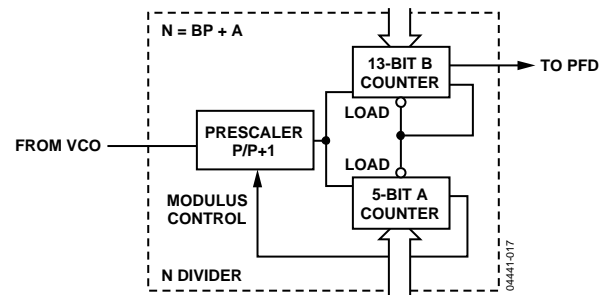 N = BP + A
13-BIT B
COUNTER
TO PFD
LOAD
PRESCALER
P/P+1
FROM VCO
LOAD
MODULUS
CONTROL
5-BIT A
COUNTER
N DIVIDER
04441-017